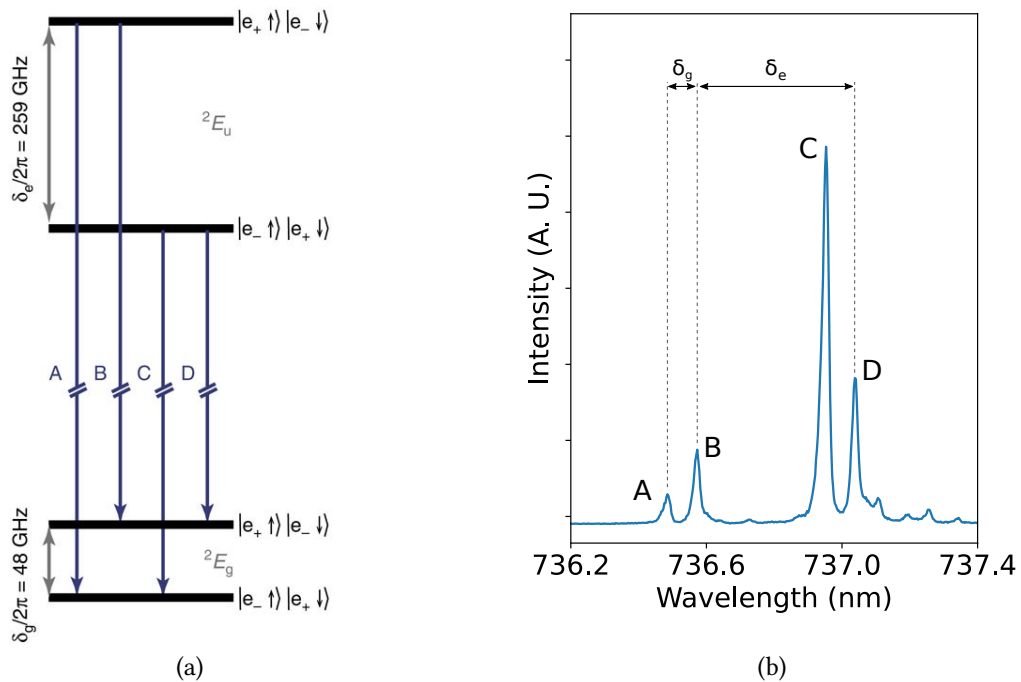 |e₊ ↑⟩ |e₋ ↓⟩
δₑ/2π = 259 GHz
²Eᵤ
|e₋ ↑⟩ |e₊ ↓⟩
A B C D
|e₊ ↑⟩ |e₋ ⟩
δ_g/2π = 48 GHz
²E_g
|e₋ ↑⟩ |e₊ ↓⟩
(a)
Intensity (A. U.)
δ_g δₑ
A
B
C
D
736.2 736.6 737.0 737.4
Wavelength (nm)
(b)